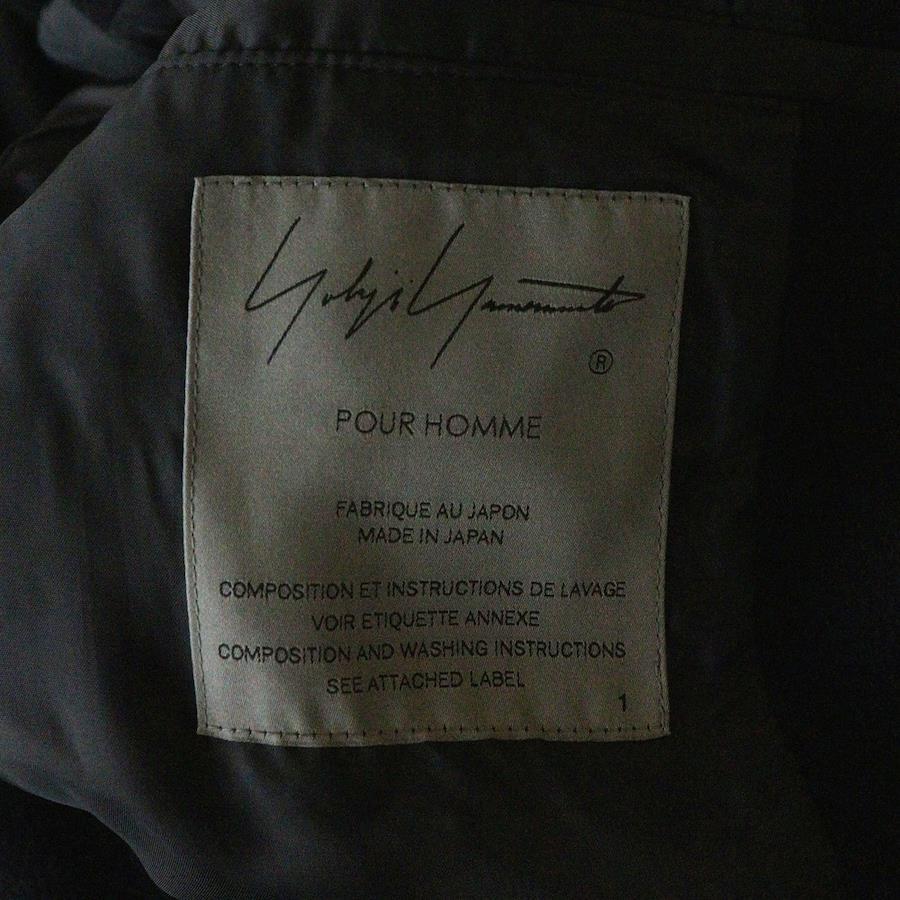 Yohji Yamamoto
®
POUR HOMME
FABRIQUE AU JAPON
MADE IN JAPAN
COMPOSITION ET INSTRUCTIONS DE LAVAGE
VOIR ETIQUETTE ANNEXE
COMPOSITION AND WASHING INSTRUCTIONS
SEE ATTACHED LABEL
1